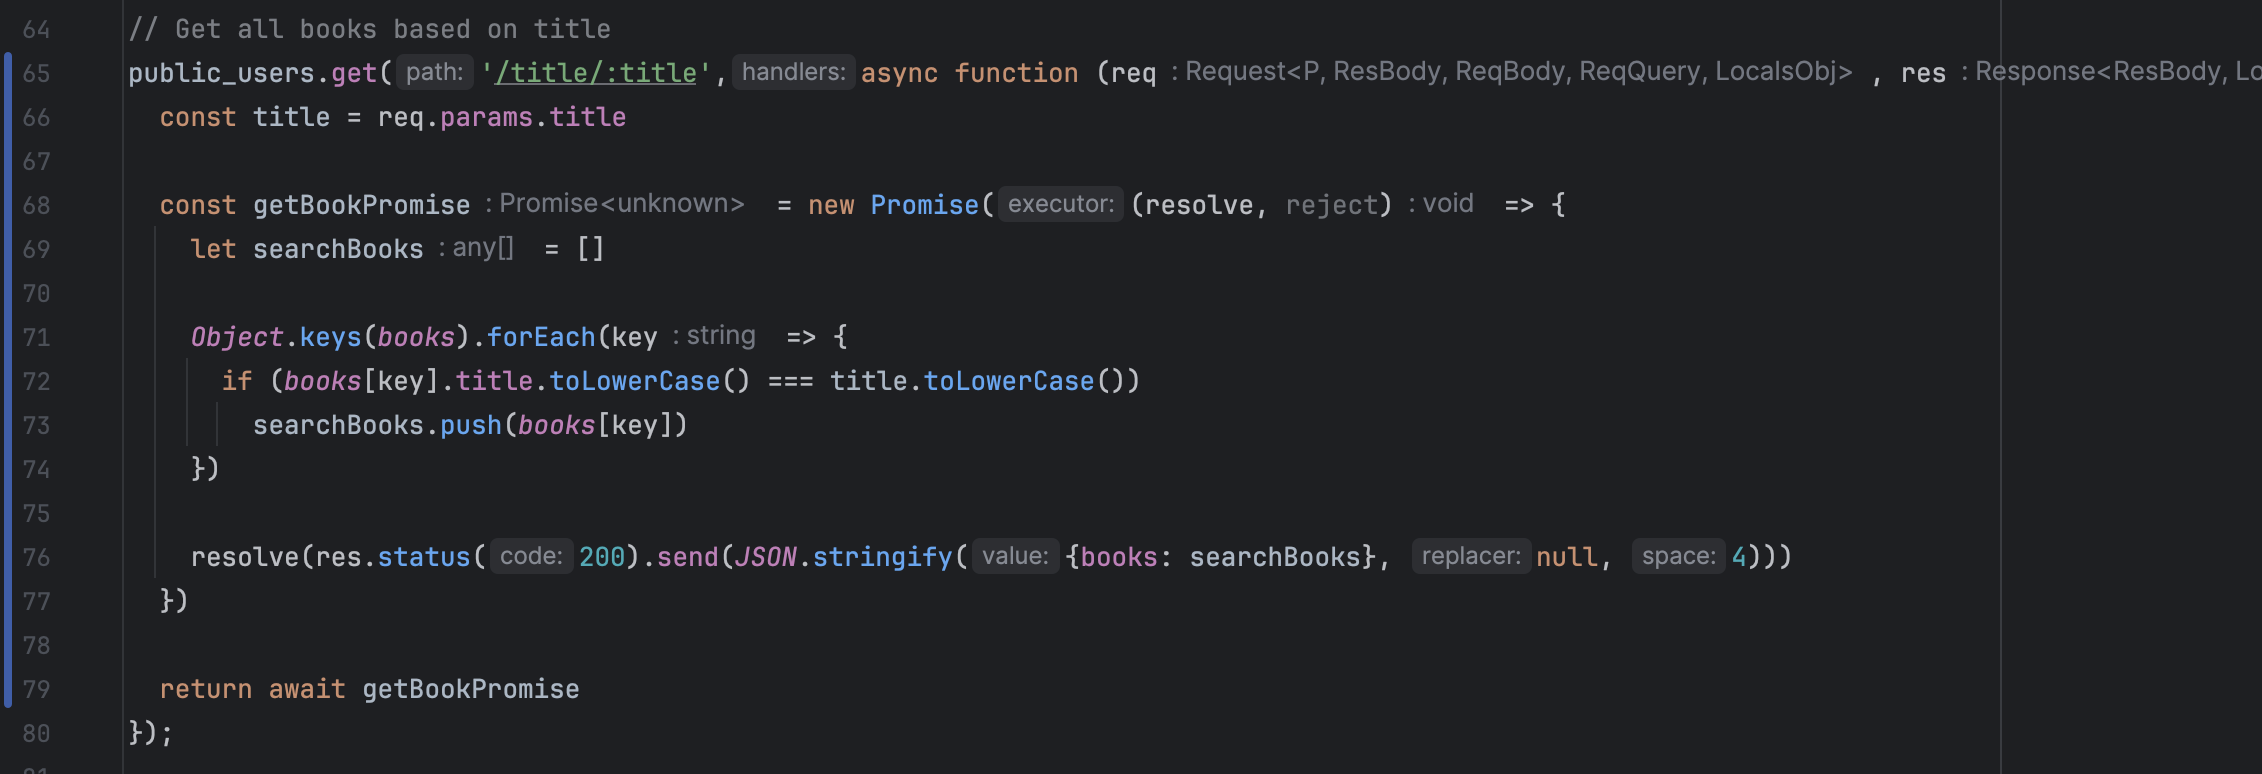 64 // Get all books based on title
65 public_users.get( path: '/title/:title', handlers: async function (req : Request<P, ResBody, ReqBody, ReqQuery, LocalsObj> , res : Response<ResBody, Lo
66 const title = req.params.title
67
68 const getBookPromise : Promise<unknown> = new Promise( executor: (resolve, reject) : void => {
69 let searchBooks : any[] = []
70
71 Object.keys(books).forEach(key : string => {
72 if (books[key].title.toLowerCase() === title.toLowerCase())
73 searchBooks.push(books[key])
74 })
75
76 resolve(res.status( code: 200).send(JSON.stringify( value: {books: searchBooks}, replacer: null, space: 4)))
77 })
78
79 return await getBookPromise
80 });